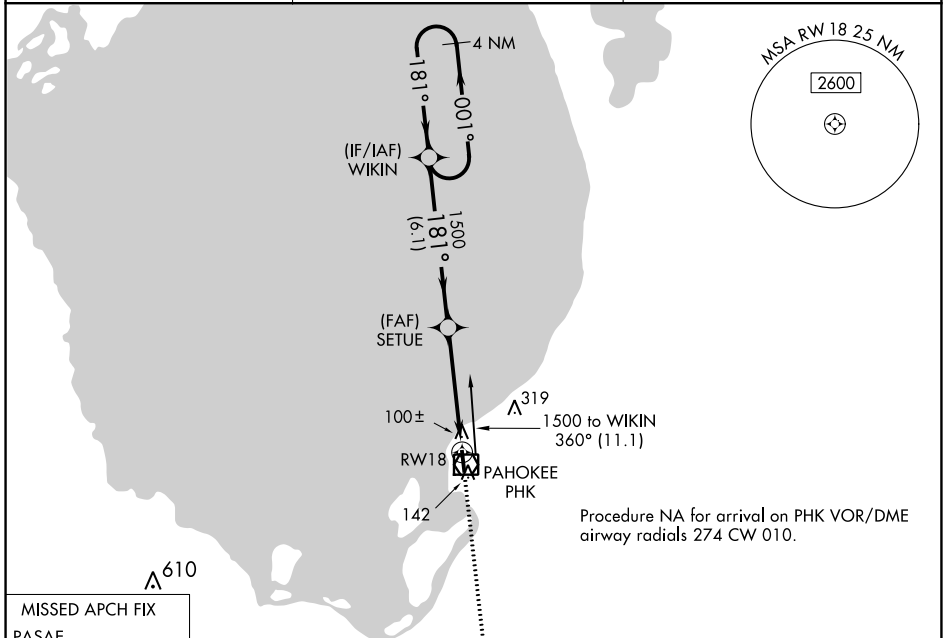 MSA RW 18 25 NM
2600
4 NM
181°
001°
(IF/IAF)
WIKIN
1500
181°
(6.1)
(FAF)
SETUE
319
100±
1500 to WIKIN
360° (11.1)
RW18
PAHOKEE
PHK
142
Procedure NA for arrival on PHK VOR/DME
airway radials 274 CW 010.
610
MISSED APCH FIX
PASAE